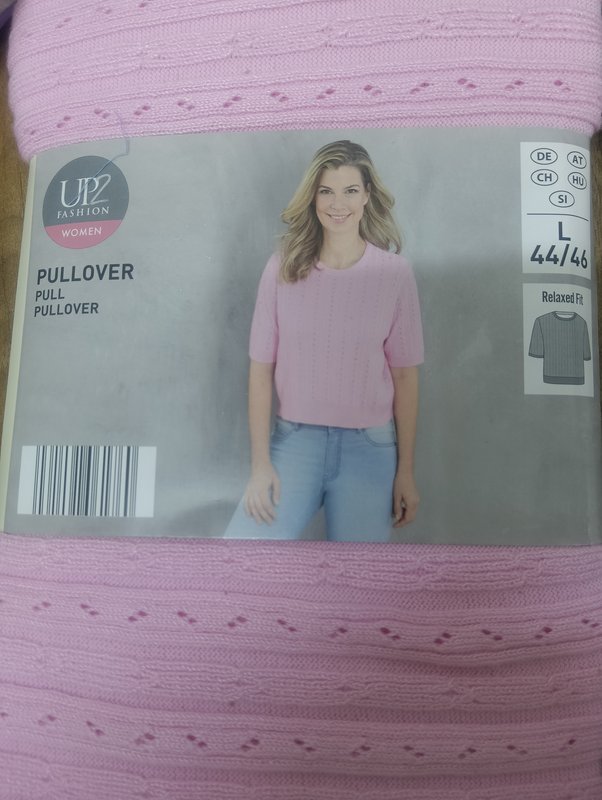 UP2
FASHION
WOMEN
PULLOVER
PULL
PULLOVER
DE AT
CH HU
SI
L
44/46
Relaxed Fit